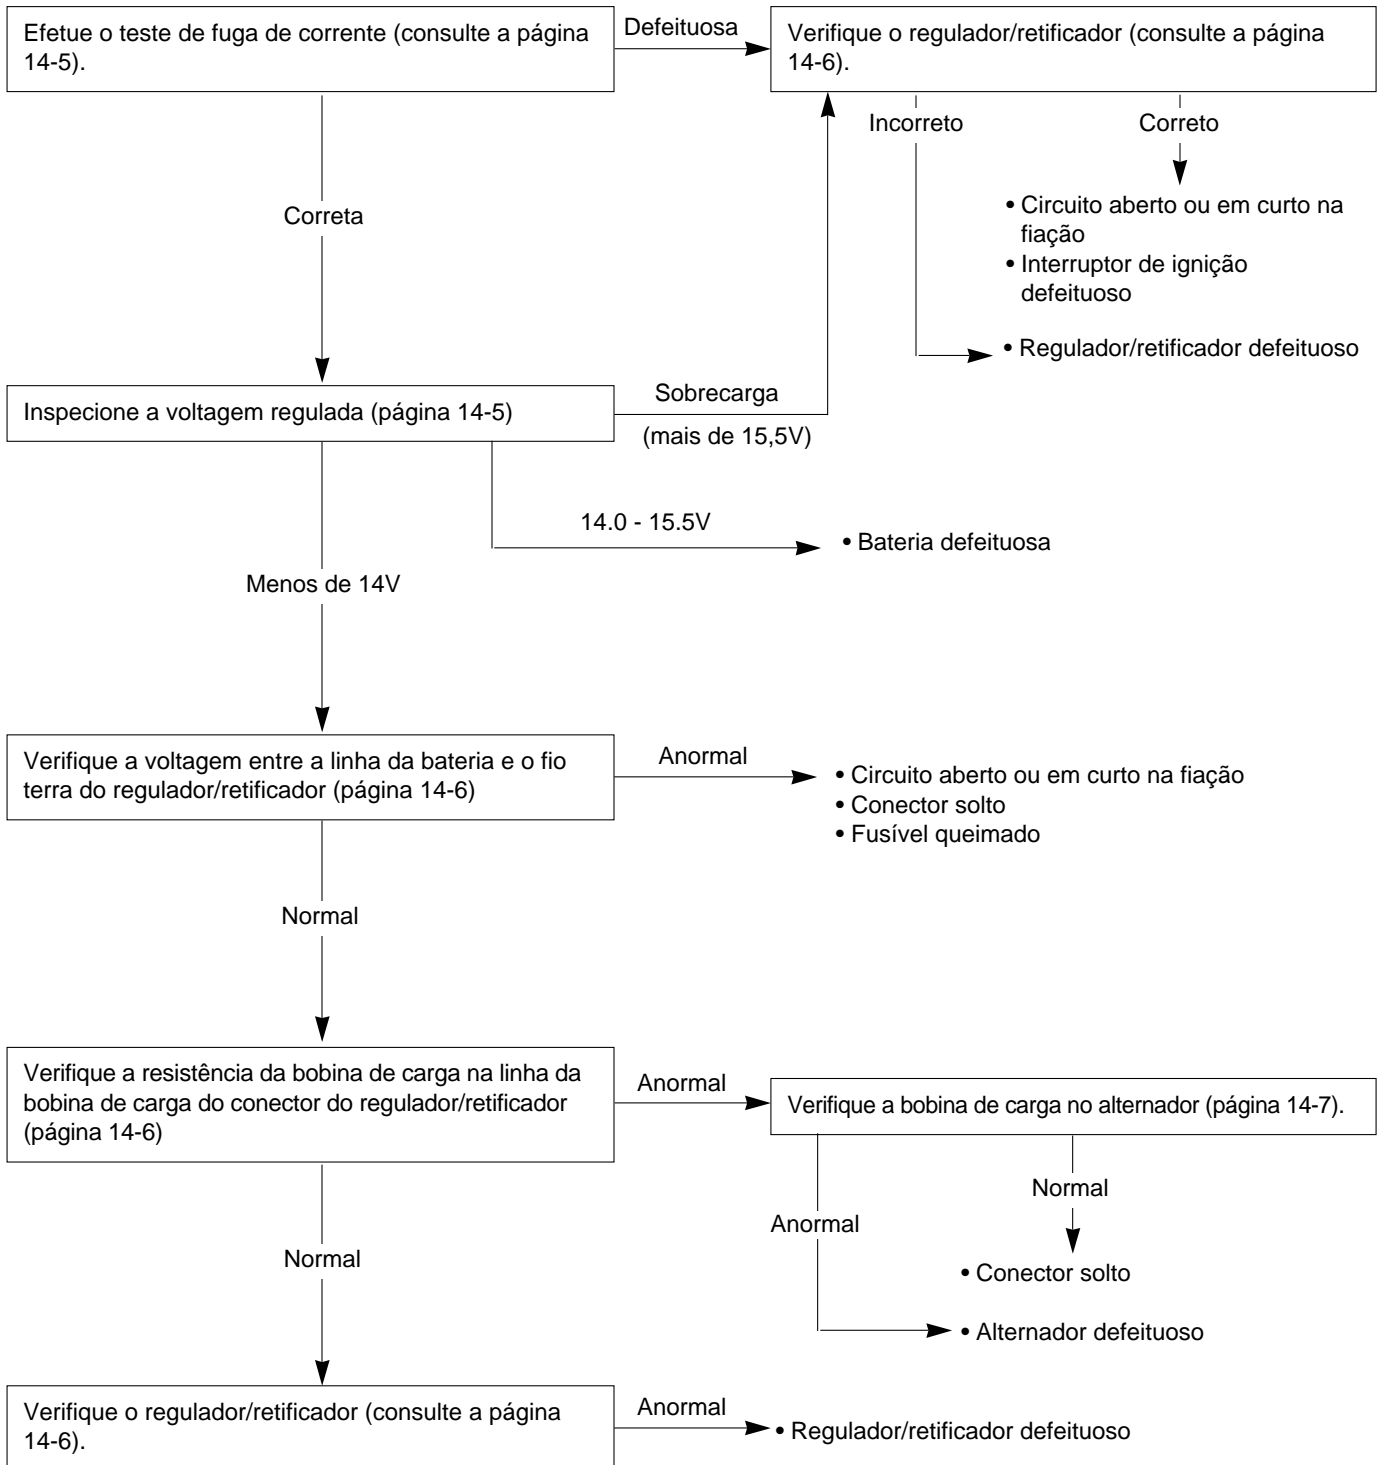 Efetue o teste de fuga de corrente (consulte a página
14-5).
Defeituosa
Verifique o regulador/retificador (consulte a página
14-6).
Incorreto
Correto
Correta
• Circuito aberto ou em curto na
fiação
• Interruptor de ignição
defeituoso
• Regulador/retificador defeituoso
Inspecione a voltagem regulada (página 14-5)
Sobrecarga
(mais de 15,5V)
14.0 - 15.5V
• Bateria defeituosa
Menos de 14V
Verifique a voltagem entre a linha da bateria e o fio
terra do regulador/retificador (página 14-6)
Anormal
• Circuito aberto ou em curto na fiação
• Conector solto
• Fusível queimado
Normal
Verifique a resistência da bobina de carga na linha da
bobina de carga do conector do regulador/retificador
(página 14-6)
Anormal
Verifique a bobina de carga no alternador (página 14-7).
Normal
Anormal
Normal
• Conector solto
• Alternador defeituoso
Verifique o regulador/retificador (consulte a página
14-6).
Anormal
• Regulador/retificador defeituoso